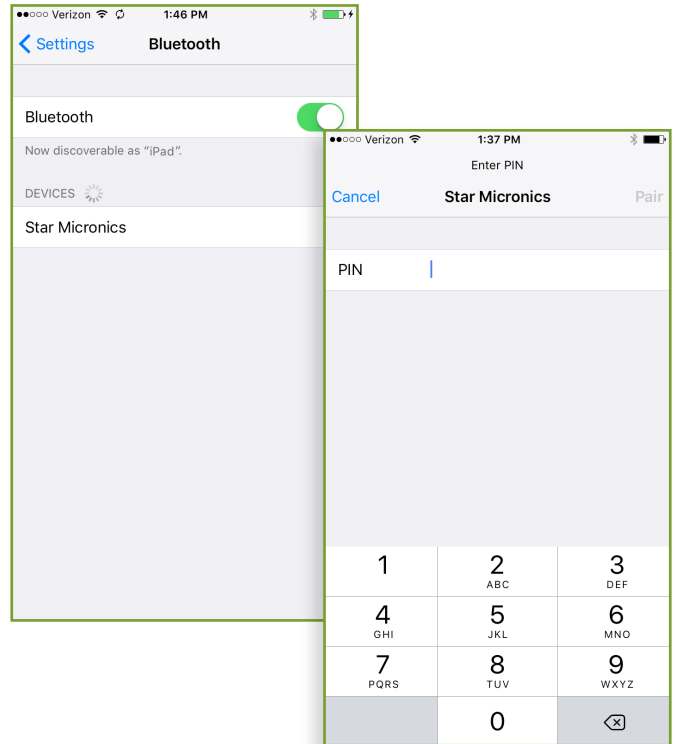 Verizon 1:46 PM
Settings Bluetooth
Bluetooth
Now discoverable as “iPad”.
DEVICES
Star Micronics
Verizon 1:37 PM
Enter PIN
Cancel Star Micronics Pair
PIN
1 2 3
ABC DEF
4 5 6
GHI JKL MNO
7 8 9
PQRS TUV WXYZ
0